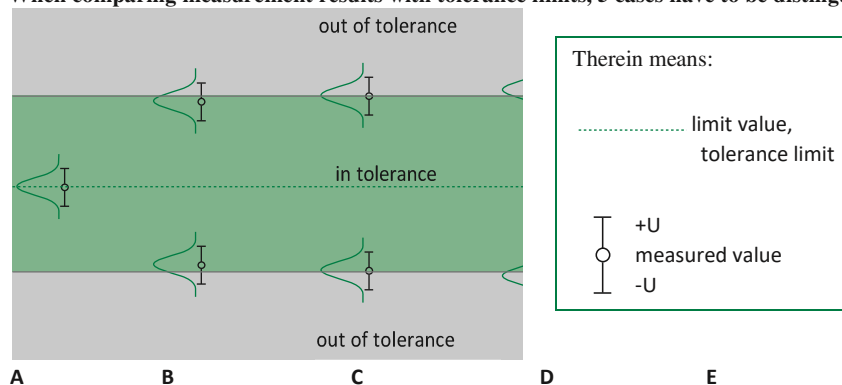 When comparing measurement results with tolerance limits, 5 cases have to be
out of tolerance
in tolerance
out of tolerance
Therein means:
limit value,
tolerance limit
+U
measured value
-U
A B C D E